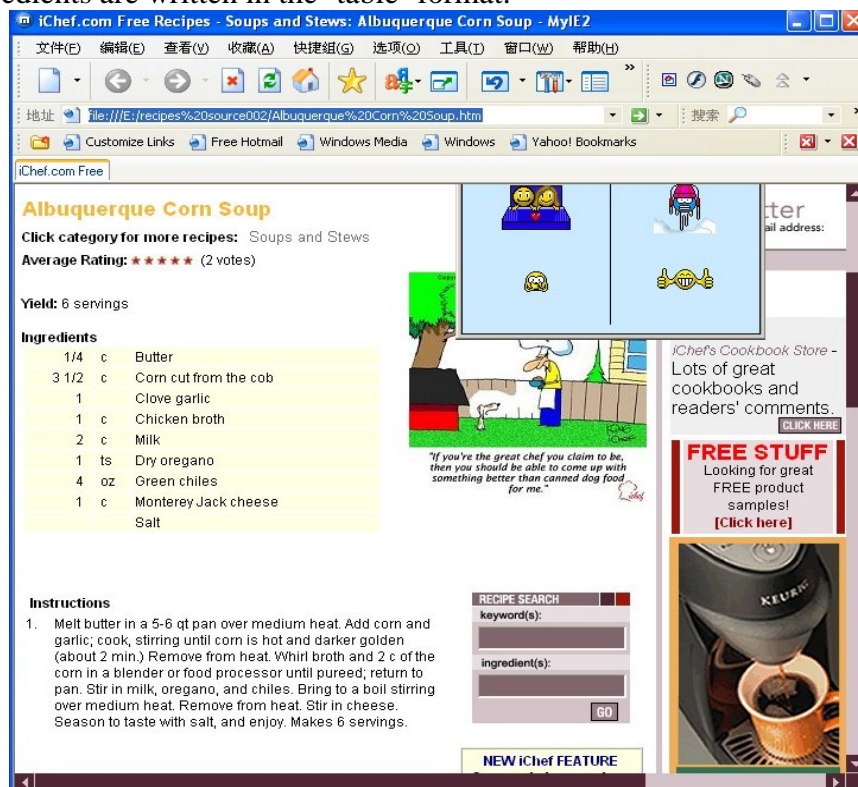 edients are written in the "table" format.
iChef.com Free Recipes - Soups and Stews: Albuquerque Corn Soup - MyIE2
文件(F) 编辑(E) 查看(V) 收藏(A) 快捷组(G) 选项(O) 工具(T) 窗口(W) 帮助(H)
地址 file:///E:/recipes%20source002/Albuquerque%20Corn%20Soup.htm 搜索
Customize Links Free Hotmail Windows Media Windows Yahoo! Bookmarks
iChef.com Free
Albuquerque Corn Soup
Click category for more recipes: Soups and Stews
Average Rating: ★★★★★ (2 votes)
Yield: 6 servings
Ingredients
1/4 c Butter
3 1/2 c Corn cut from the cob
1 Clove garlic
1 c Chicken broth
2 c Milk
1 ts Dry oregano
4 oz Green chiles
1 c Monterey Jack cheese
Salt
"If you're the great chef you claim to be,
then you should be able to come up with
something better than canned dog food
for me."
ichef
tter
ail address:
iChef's Cookbook Store -
Lots of great
cookbooks and
readers' comments.
CLICK HERE
FREE STUFF
Looking for great
FREE product
samples!
[Click here]
KEURIG
Instructions
1. Melt butter in a 5-6 qt pan over medium heat. Add corn and
garlic; cook, stirring until corn is hot and darker golden
(about 2 min.) Remove from heat. Whirl broth and 2 c of the
corn in a blender or food processor until pureed; return to
pan. Stir in milk, oregano, and chiles. Bring to a boil stirring
over medium heat. Remove from heat. Stir in cheese.
Season to taste with salt, and enjoy. Makes 6 servings.
RECIPE SEARCH
keyword(s):
ingredient(s):
GO
NEW iChef FEATURE